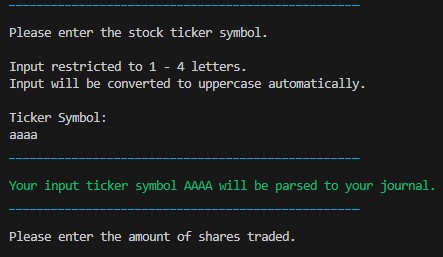 Please enter the stock ticker symbol.
Input restricted to 1 - 4 letters.
Input will be converted to uppercase automatically.
Ticker Symbol:
aaaa
Your input ticker symbol AAAA will be parsed to your journal.
Please enter the amount of shares traded.